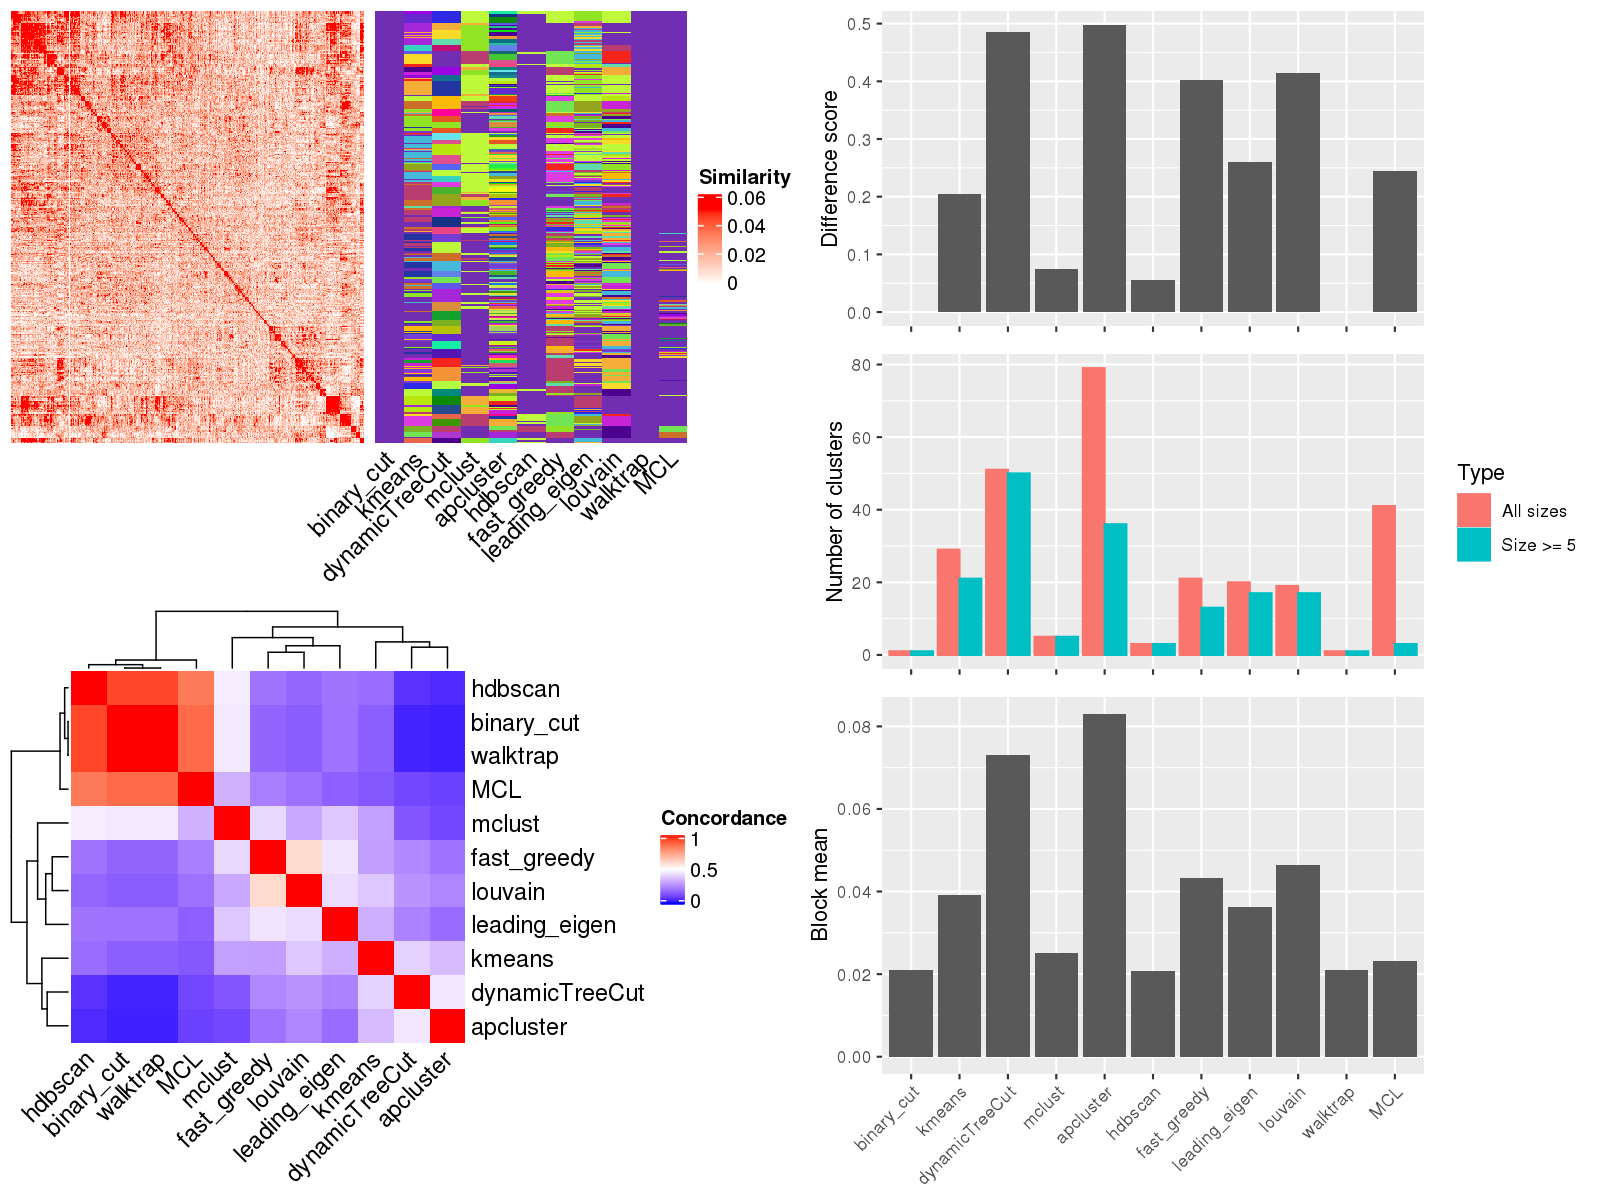 Similarity
0.06
0.04
0.02
0
binary_cut
kmeans
dynamicTreeCut
mclust
apcluster
hdbscan
fast_greedy
leading_eigen
louvain
walktrap
MCL
hdbscan
binary_cut
walktrap
MCL
mclust
fast_greedy
louvain
leading_eigen
kmeans
dynamicTreeCut
apcluster
hdbscan
binary_cut
walktrap
MCL
mclust
fast_greedy
louvain
leading_eigen
kmeans
dynamicTreeCut
apcluster
Concordance
1
0.5
0
Difference score
0.5
0.4
0.3
0.2
0.1
0.0
Number of clusters
80
60
40
20
0
Type
All sizes
Size >= 5
Block mean
0.08
0.06
0.04
0.02
0.00
binary_cut
kmeans
dynamicTreeCut
mclust
apcluster
hdbscan
fast_greedy
leading_eigen
louvain
walktrap
MCL